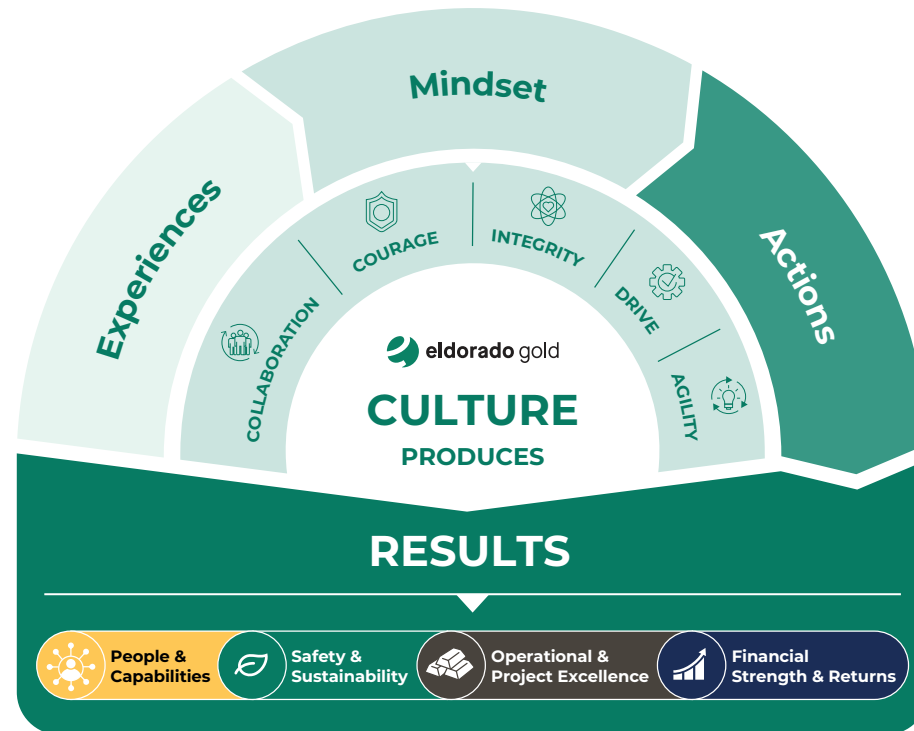 Mindset
Experiences
Actions
COLLABORATION
COURAGE
INTEGRITY
DRIVE
AGILITY
eldorado gold
CULTURE
PRODUCES
RESULTS
People &
Capabilities
Safety &
Sustainability
Operational &
Project Excellence
Financial
Strength & Returns